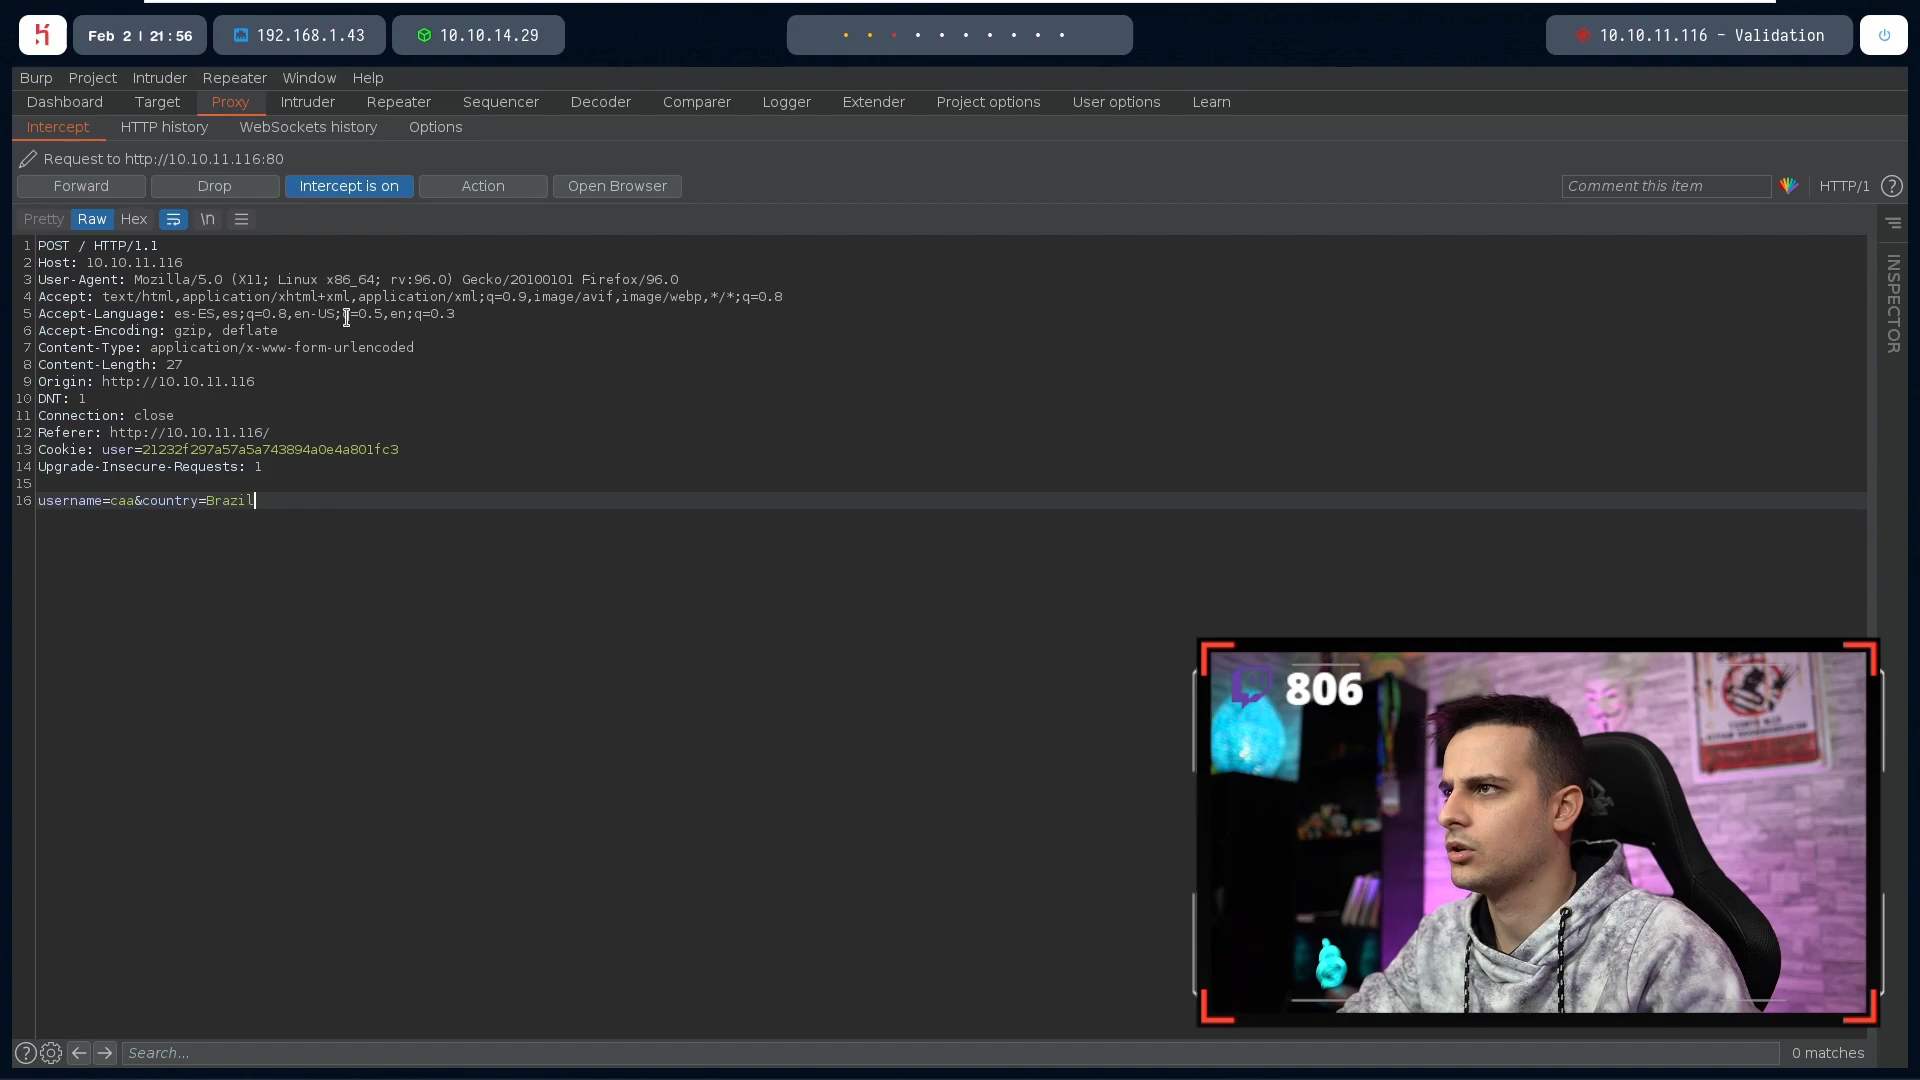 Feb 2 | 21:56
192.168.1.43
10.10.14.29
10.10.11.116 - Validation
Burp Project Intruder Repeater Window Help
Dashboard Target Proxy Intruder Repeater Sequencer Decoder Comparer Logger Extender Project options User options Learn
Intercept HTTP history WebSockets history Options
Request to http://10.10.11.116:80
Forward Drop Intercept is on Action Open Browser Comment this item HTTP/1 ?
Pretty Raw Hex \n
INSPECTOR
1 POST / HTTP/1.1
2 Host: 10.10.11.116
3 User-Agent: Mozilla/5.0 (X11; Linux x86_64; rv:96.0) Gecko/20100101 Firefox/96.0
4 Accept: text/html,application/xhtml+xml,application/xml;q=0.9,image/avif,image/webp,*/*;q=0.8
5 Accept-Language: es-ES,es;q=0.8,en-US;q=0.5,en;q=0.3
6 Accept-Encoding: gzip, deflate
7 Content-Type: application/x-www-form-urlencoded
8 Content-Length: 27
9 Origin: http://10.10.11.116
10 DNT: 1
11 Connection: close
12 Referer: http://10.10.11.116/
13 Cookie: user=21232f297a57a5a743894a0e4a801fc3
14 Upgrade-Insecure-Requests: 1
15
16 username=caa&country=Brazil
806
? Search... 0 matches